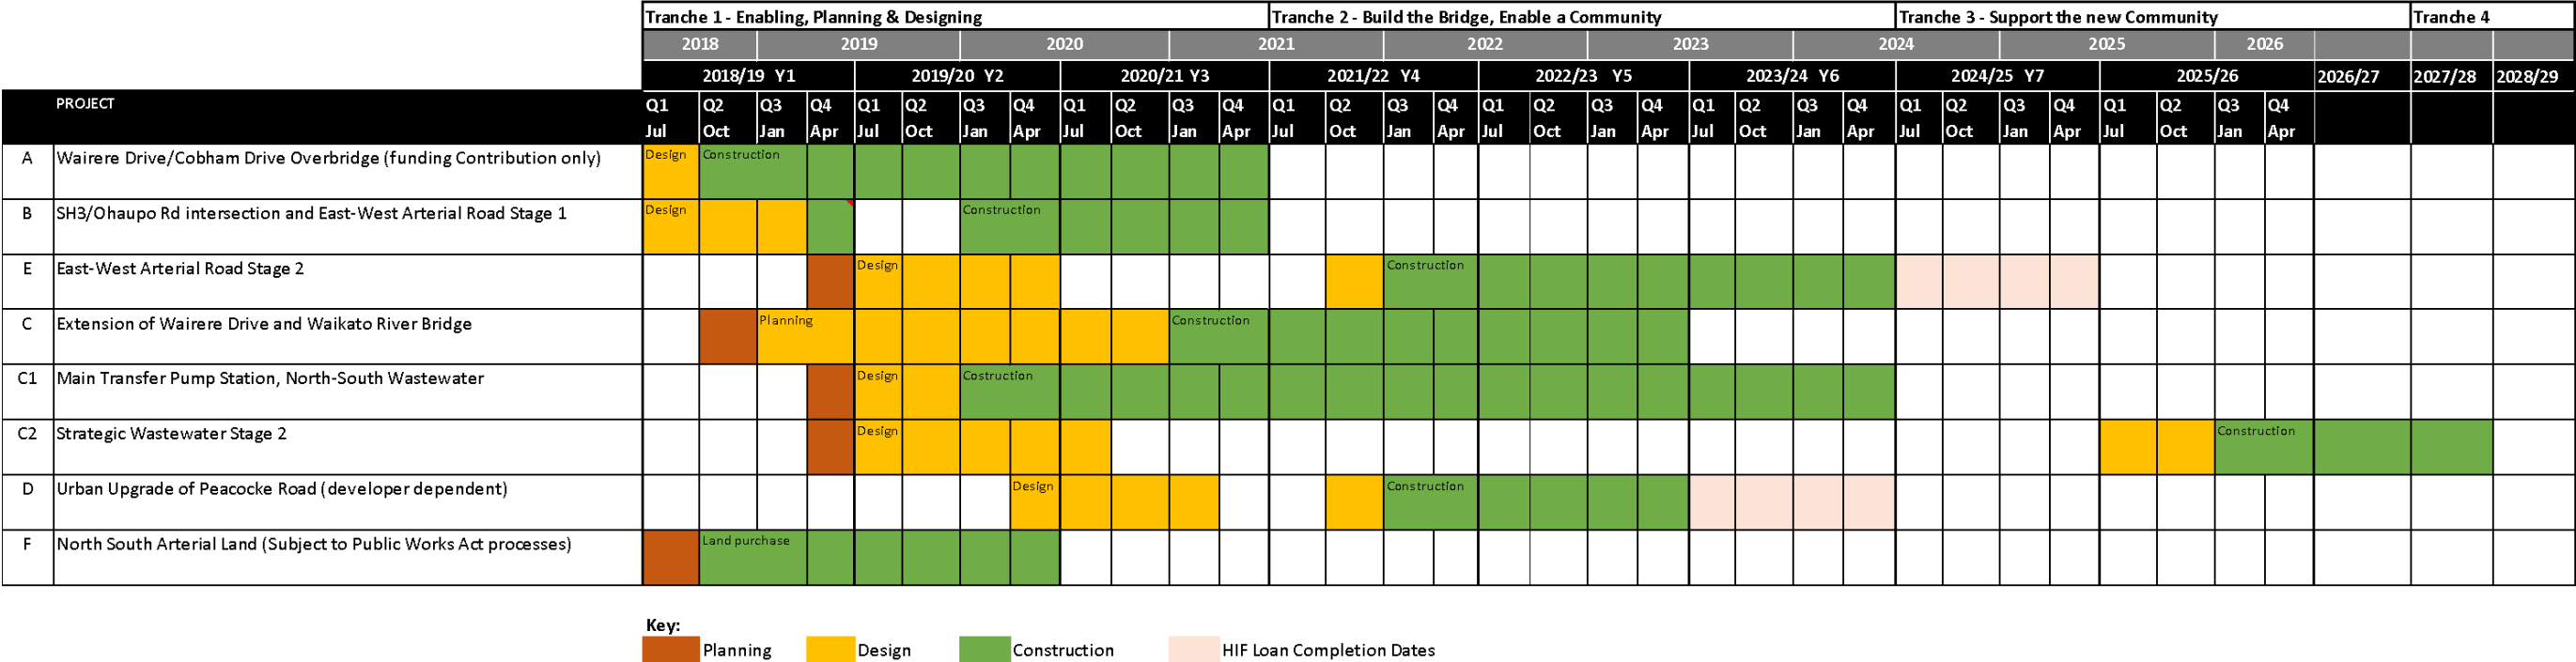 Tranche 1 - Enabling, Planning & Designing Tranche 2 - Build the Bridge, Enable a Community Tranche 3 - Support the new Community Tranche 4
2018 2019 2020 2021 2022 2023 2024 2025 2026
2018/19 Y1 2019/20 Y2 2020/21 Y3 2021/22 Y4 2022/23 Y5 2023/24 Y6 2024/25 Y7 2025/26 2026/27 2027/28 2028/29
PROJECT Q1 Q2 Q3 Q4 Q1 Q2 Q3 Q4 Q1 Q2 Q3 Q4 Q1 Q2 Q3 Q4 Q1 Q2 Q3 Q4 Q1 Q2 Q3 Q4 Q1 Q2 Q3 Q4 Q1 Q2 Q3 Q4
Jul Oct Jan Apr Jul Oct Jan Apr Jul Oct Jan Apr Jul Oct Jan Apr Jul Oct Jan Apr Jul Oct Jan Apr Jul Oct Jan Apr Jul Oct Jan Apr
A Wairere Drive/Cobham Drive Overbridge (funding Contribution only) Design Construction
B SH3/Ohaupo Rd intersection and East-West Arterial Road Stage 1 Design Construction
E East-West Arterial Road Stage 2 Design Construction
C Extension of Wairere Drive and Waikato River Bridge Planning Construction
C1 Main Transfer Pump Station, North-South Wastewater Design Costruction
C2 Strategic Wastewater Stage 2 Design Construction
D Urban Upgrade of Peacocke Road (developer dependent) Design Construction
F North South Arterial Land (Subject to Public Works Act processes) Land purchase
Key:
Planning Design Construction HIF Loan Completion Dates